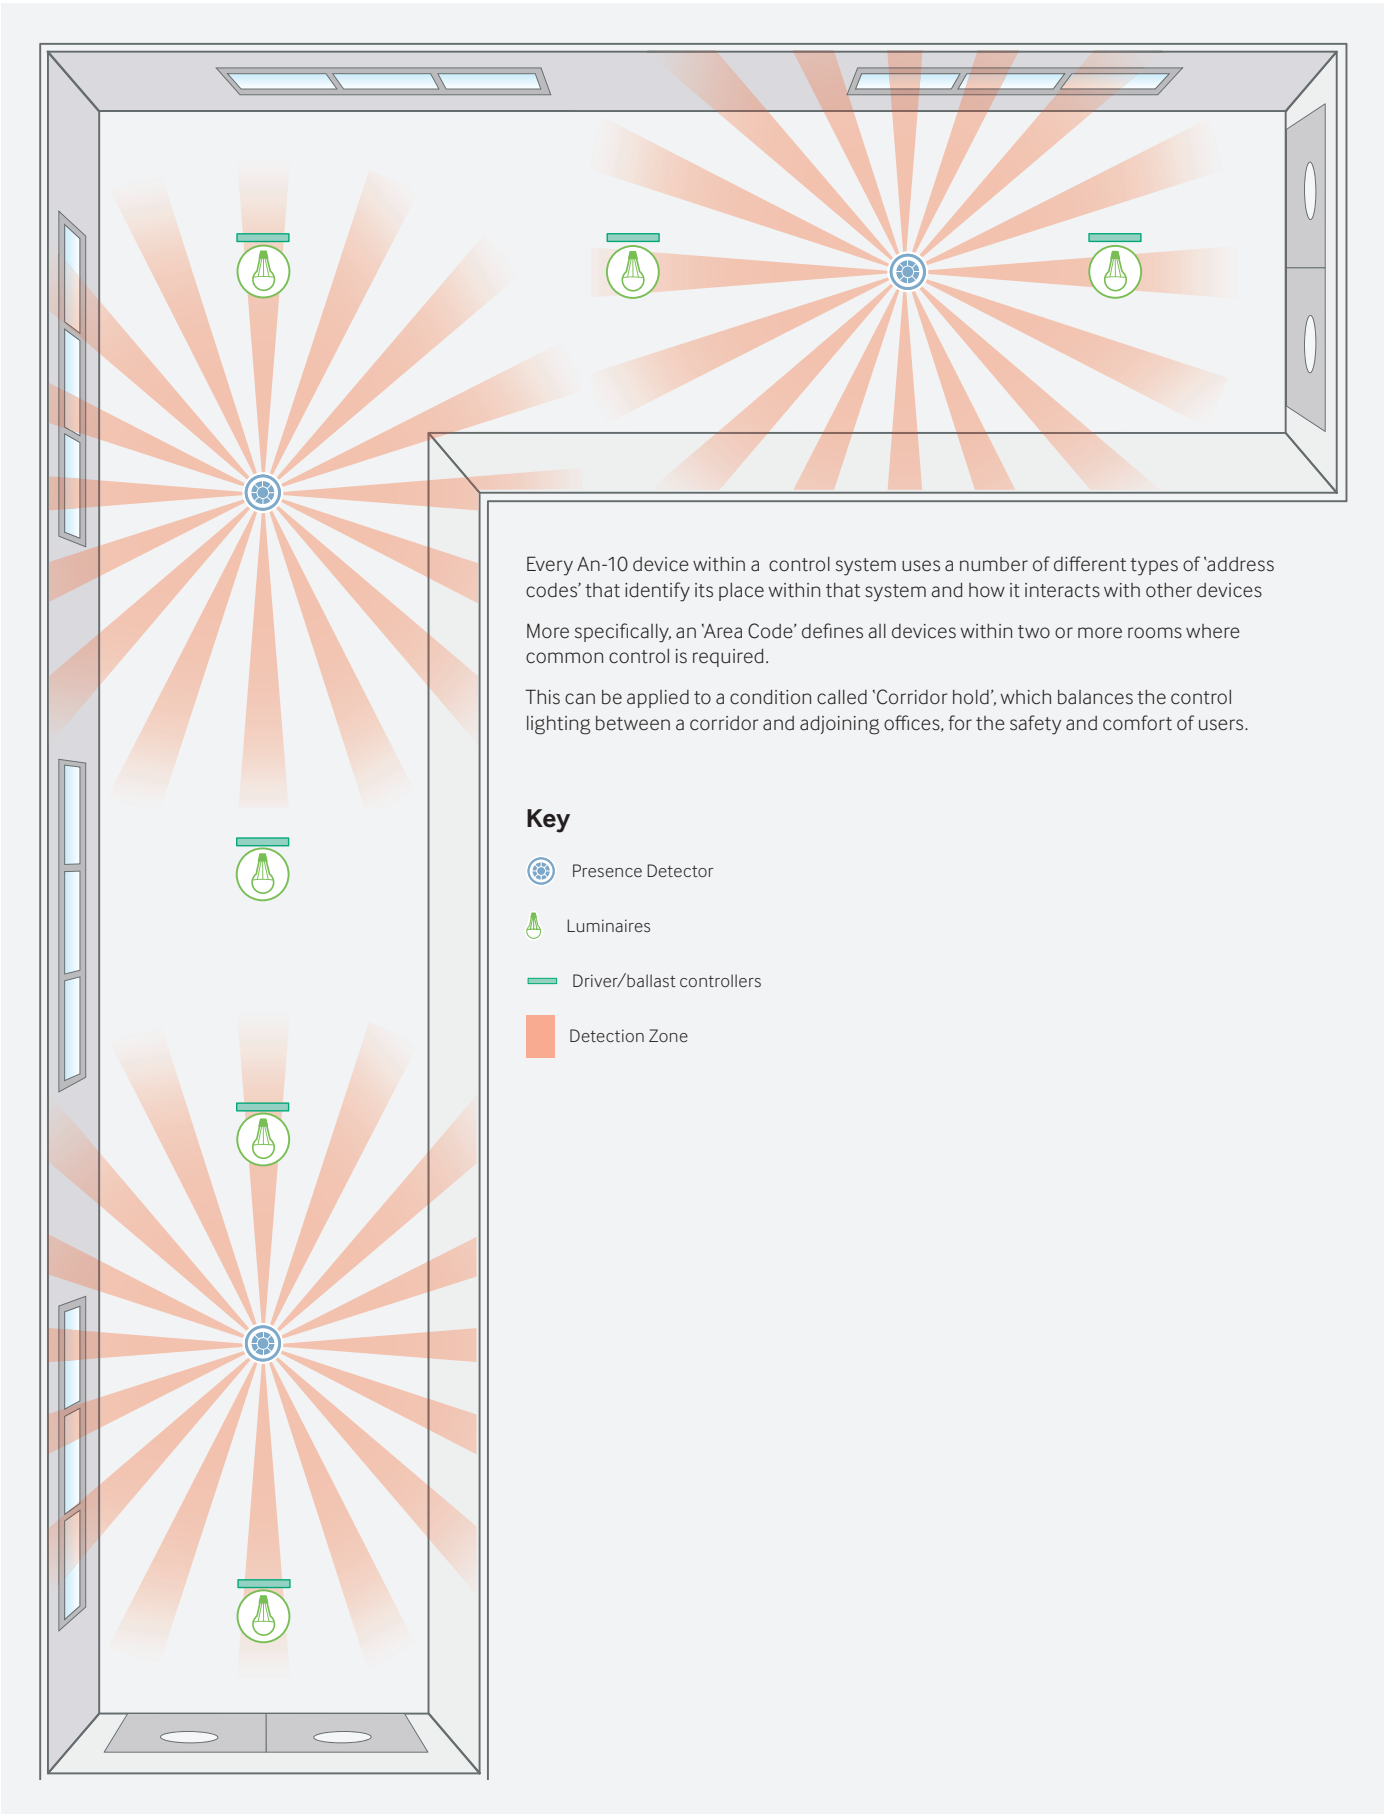 Every An-10 device within a control system uses a number of different types of ‘address
codes’ that identify its place within that system and how it interacts with other devices
More specifically, an ‘Area Code’ defines all devices within two or more rooms where
common control is required.
This can be applied to a condition called ‘Corridor hold’, which balances the control
lighting between a corridor and adjoining offices, for the safety and comfort of users.
Key
Presence Detector
Luminaires
Driver/ballast controllers
Detection Zone